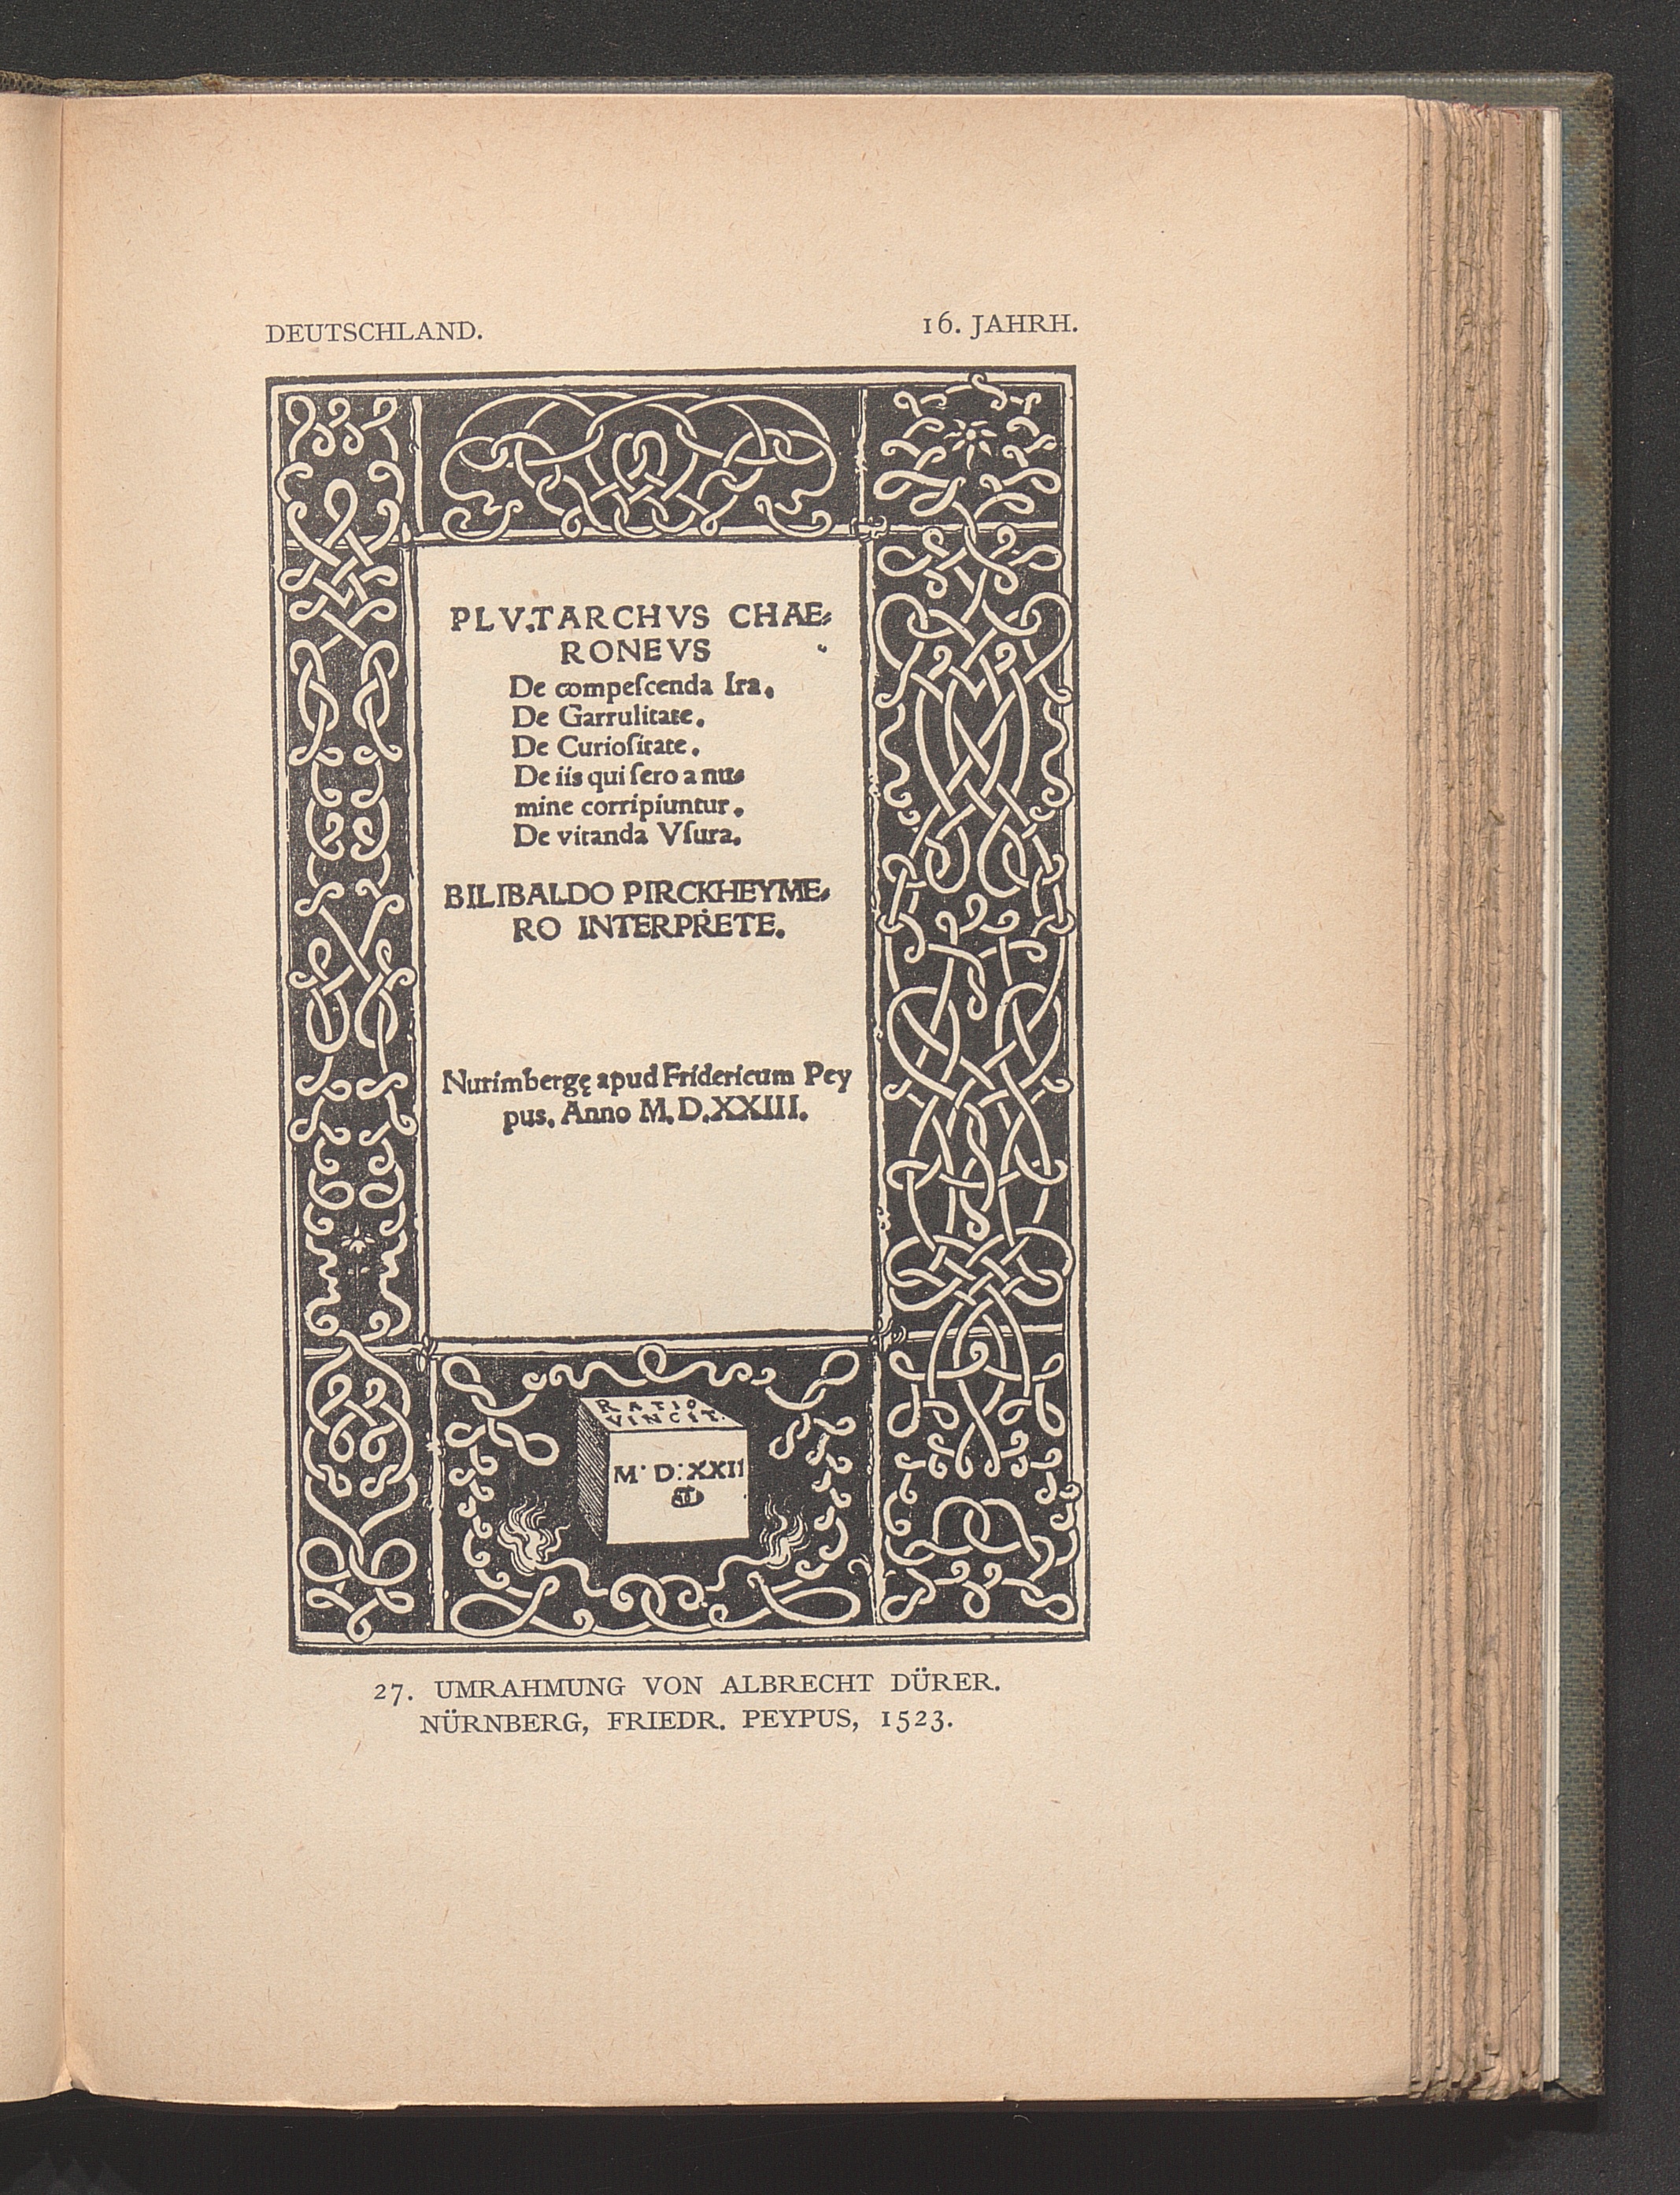 DEUTSCHLAND.
16. JAHRH.
PLV.TARCHVS CHAE⸗
RONEVS
De compeſcenda Ira.
De Garrulitate.
De Curioſitate.
De iis qui ſero a nu⸗
mine corripiuntur.
De vitanda Vſura.
BILIBALDO PIRCKHEYME⸗
RO INTERPRETE.
Nurimbergę apud Fridericum Pey
pus. Anno M.D.XXIII.
RATIO
VINCIT.
M· D:XXII
27. UMRAHMUNG VON ALBRECHT DÜRER.
NÜRNBERG, FRIEDR. PEYPUS, 1523.